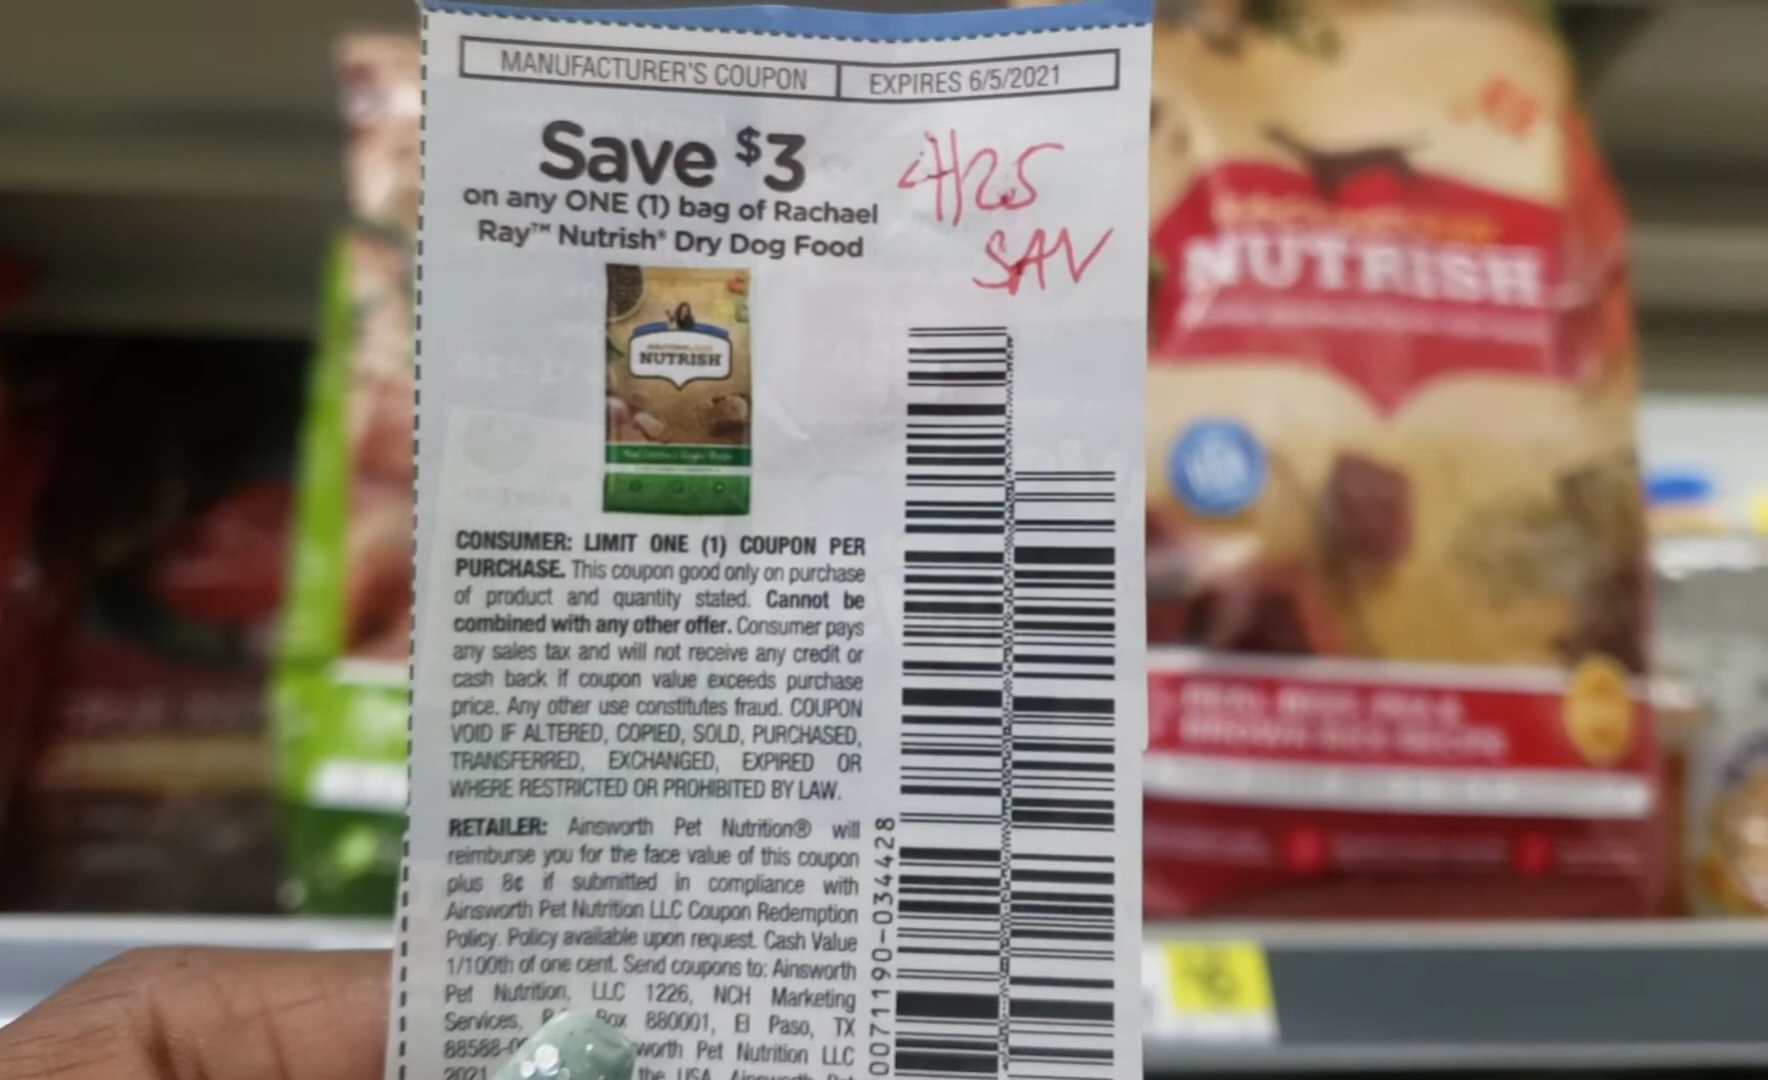 MANUFACTURER'S COUPON EXPIRES 6/5/2021
Save $3
on any ONE (1) bag of Rachael
Ray™ Nutrish® Dry Dog Food
4/25
SAV
NUTRISH
CONSUMER: LIMIT ONE (1) COUPON PER
PURCHASE. This coupon good only on purchase
of product and quantity stated. Cannot be
combined with any other offer. Consumer pays
any sales tax and will not receive any credit or
cash back if coupon value exceeds purchase
price. Any other use constitutes fraud. COUPON
VOID IF ALTERED, COPIED, SOLD, PURCHASED,
TRANSFERRED, EXCHANGED, EXPIRED OR
WHERE RESTRICTED OR PROHIBITED BY LAW.
RETAILER: Ainsworth Pet Nutrition® will
reimburse you for the face value of this coupon
plus 8¢ if submitted in compliance with
Ainsworth Pet Nutrition LLC Coupon Redemption
Policy. Policy available upon request. Cash Value
1/100th of one cent. Send coupons to: Ainsworth
Pet Nutrition, LLC 1226, NCH Marketing
Services, Box 880001, El Paso, TX
88588- Pet Nutrition LLC
2021 the USA
0071190-034428
NUTRISH
REAL BEEF, PEA &
BROWN RICE RECIPE